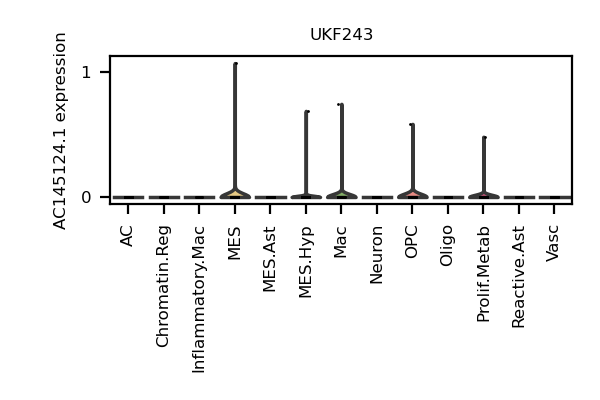 UKF243
AC145124.1 expression
1
0
AC
Chromatin.Reg
Inflammatory.Mac
MES
MES.Ast
MES.Hyp
Mac
Neuron
OPC
Oligo
Prolif.Metab
Reactive.Ast
Vasc